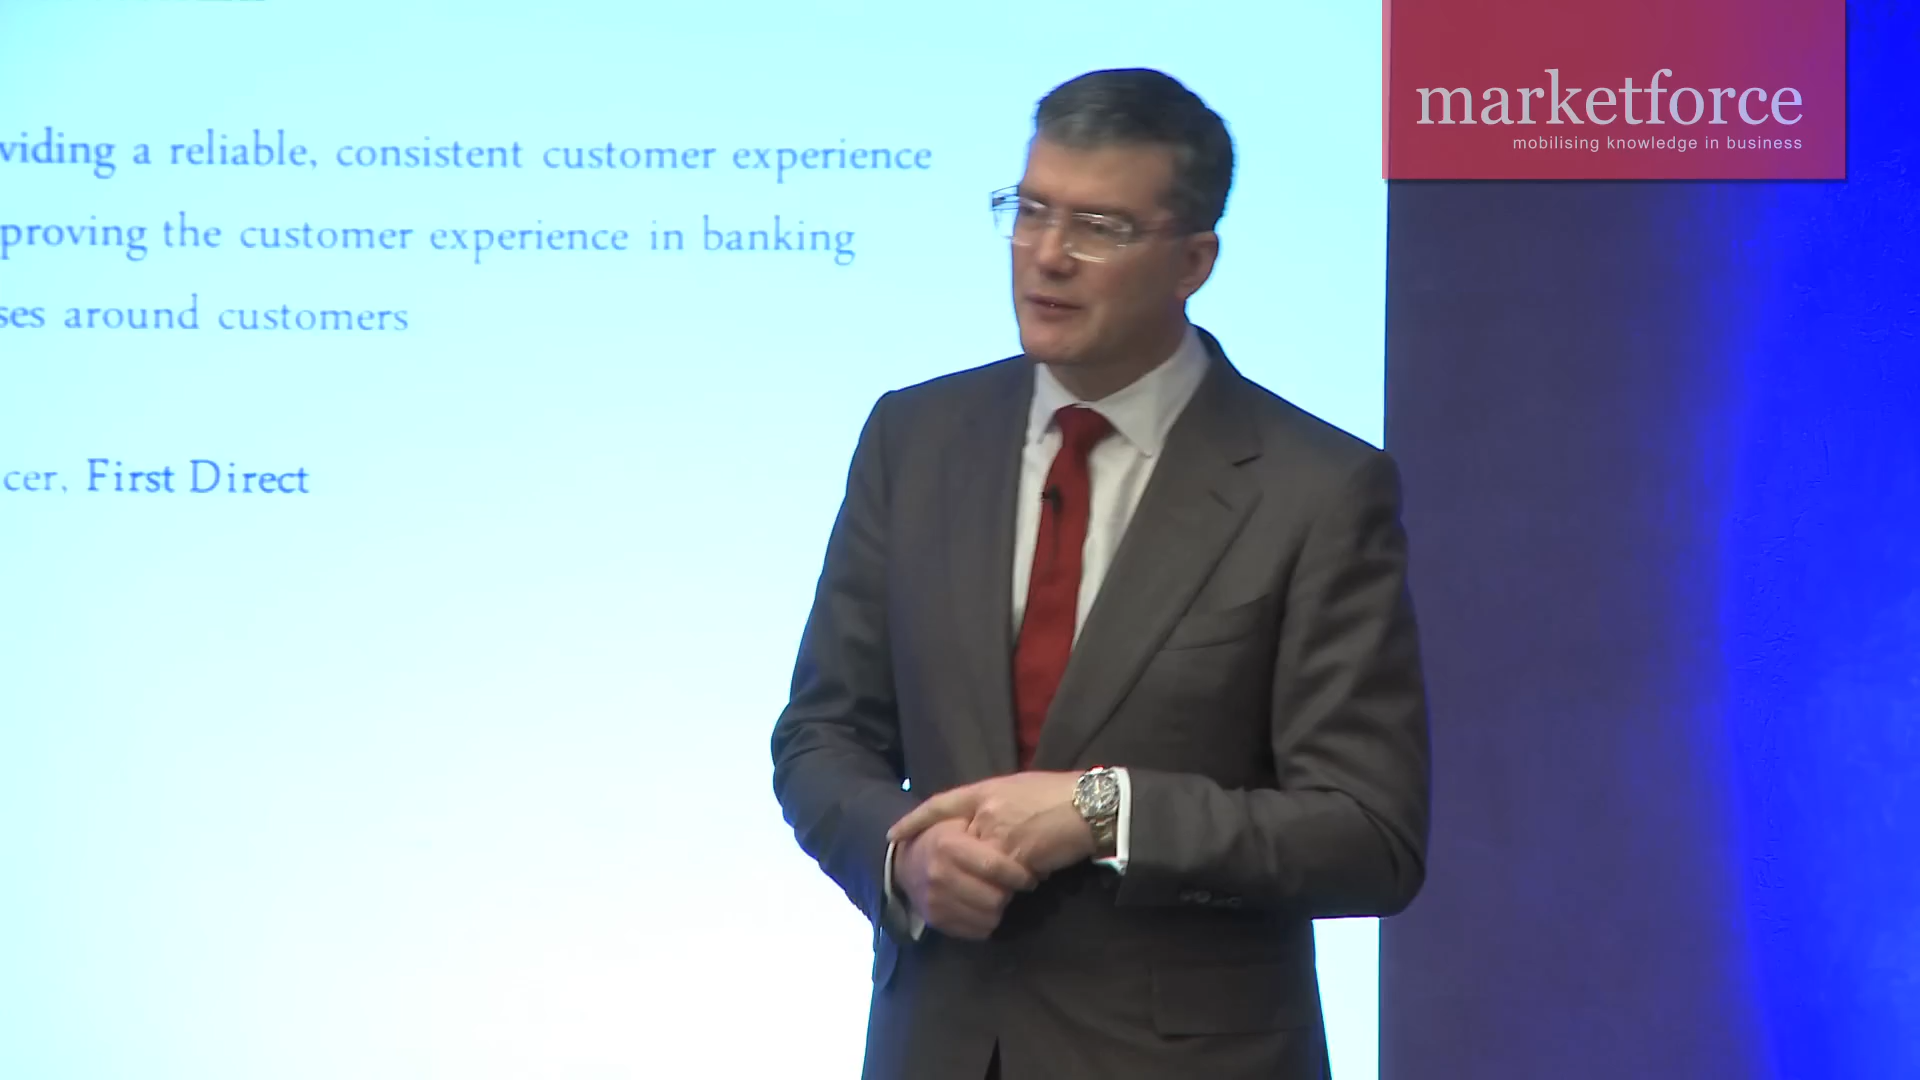 marketforce
mobilising knowledge in business
viding a reliable, consistent customer experience
proving the customer experience in banking
ses around customers
cer, First Direct